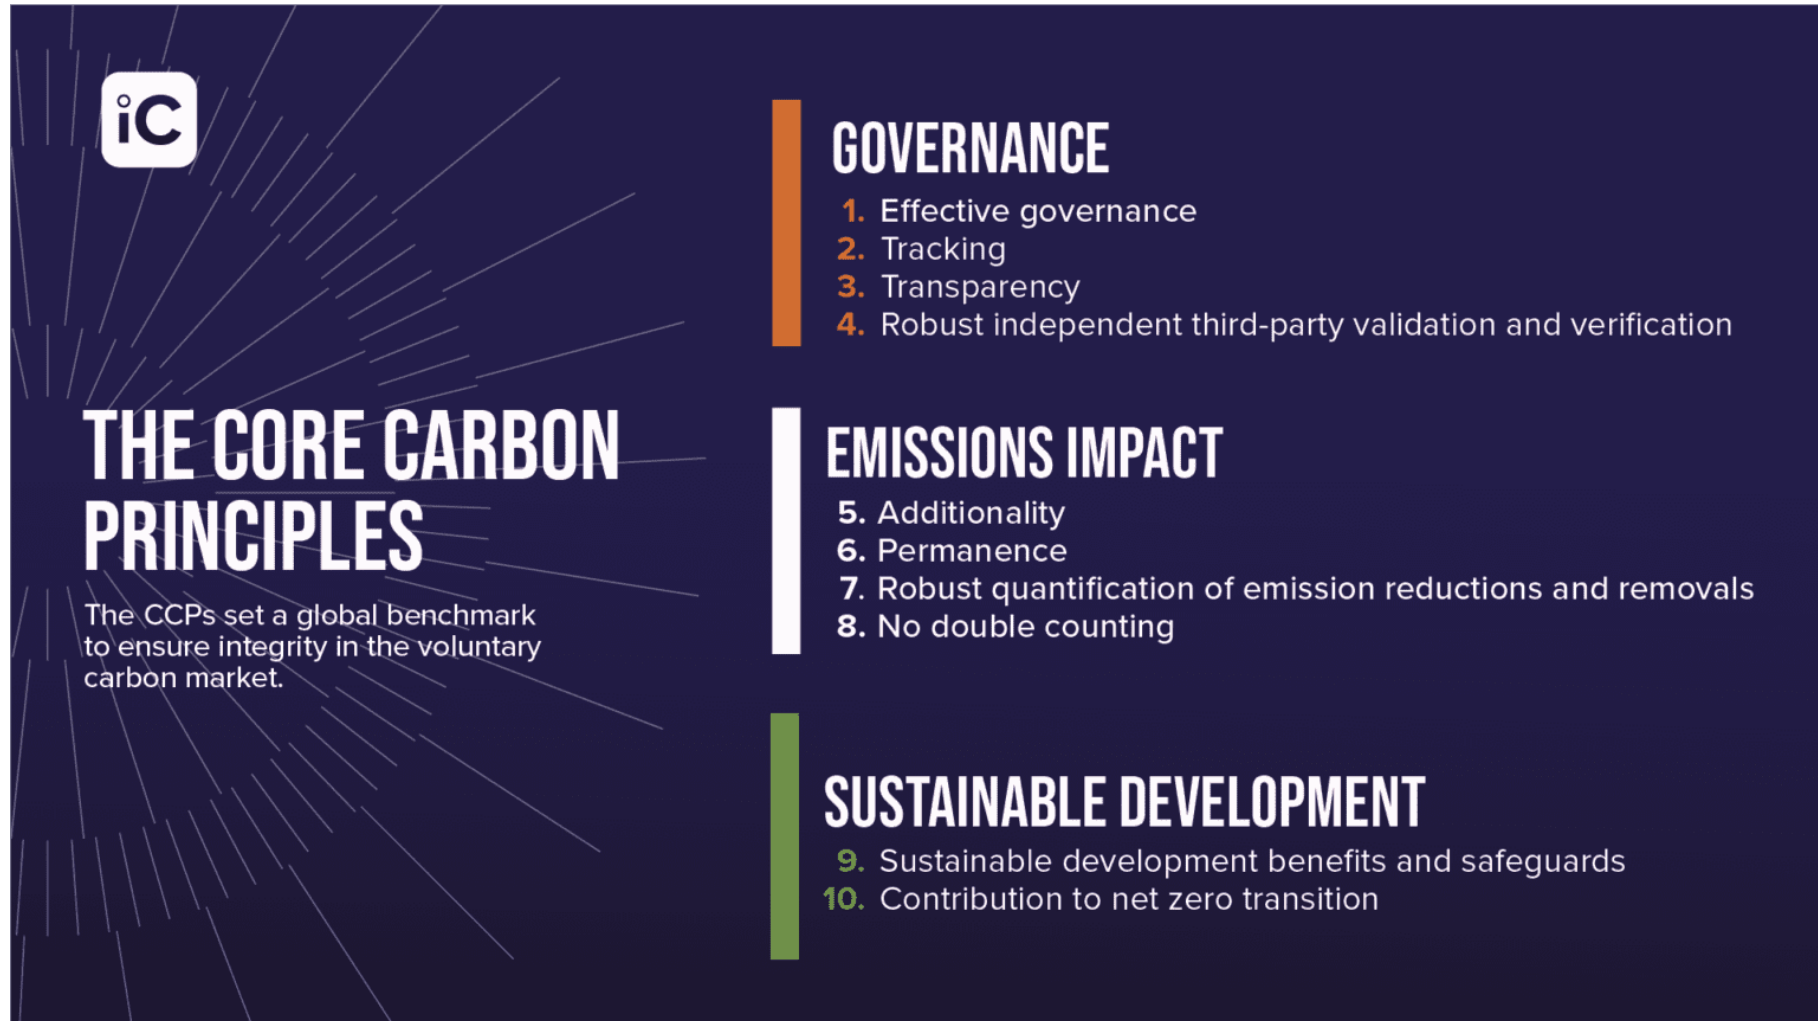 iC
THE CORE CARBON
PRINCIPLES
The CCPs set a global benchmark
to ensure integrity in the voluntary
carbon market.
GOVERNANCE
1. Effective governance
2. Tracking
3. Transparency
4. Robust independent third-party validation and verification
EMISSIONS IMPACT
5. Additionality
6. Permanence
7. Robust quantification of emission reductions and removals
8. No double counting
SUSTAINABLE DEVELOPMENT
9. Sustainable development benefits and safeguards
10. Contribution to net zero transition